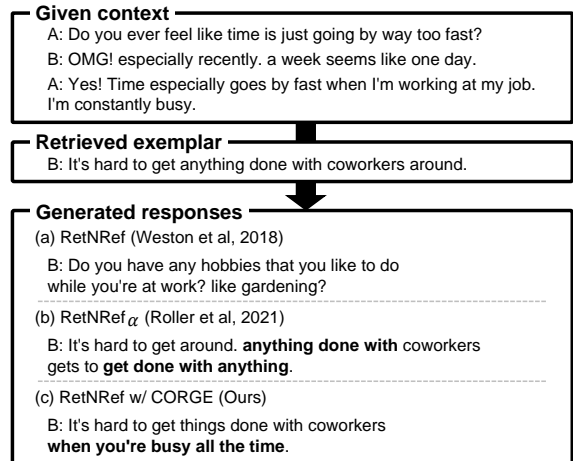 Given context
A: Do you ever feel like time is just going by way too fast?
B: OMG! especially recently. a week seems like one day.
A: Yes! Time especially goes by fast when I'm working at my job.
I'm constantly busy.
Retrieved exemplar
B: It's hard to get anything done with coworkers around.
Generated responses
(a) RetNRef (Weston et al, 2018)
B: Do you have any hobbies that you like to do
while you're at work? like gardening?
(b) RetNRef𝛼 (Roller et al, 2021)
B: It's hard to get around. anything done with coworkers
gets to get done with anything.
(c) RetNRef w/ CORGE (Ours)
B: It's hard to get things done with coworkers
when you're busy all the time.